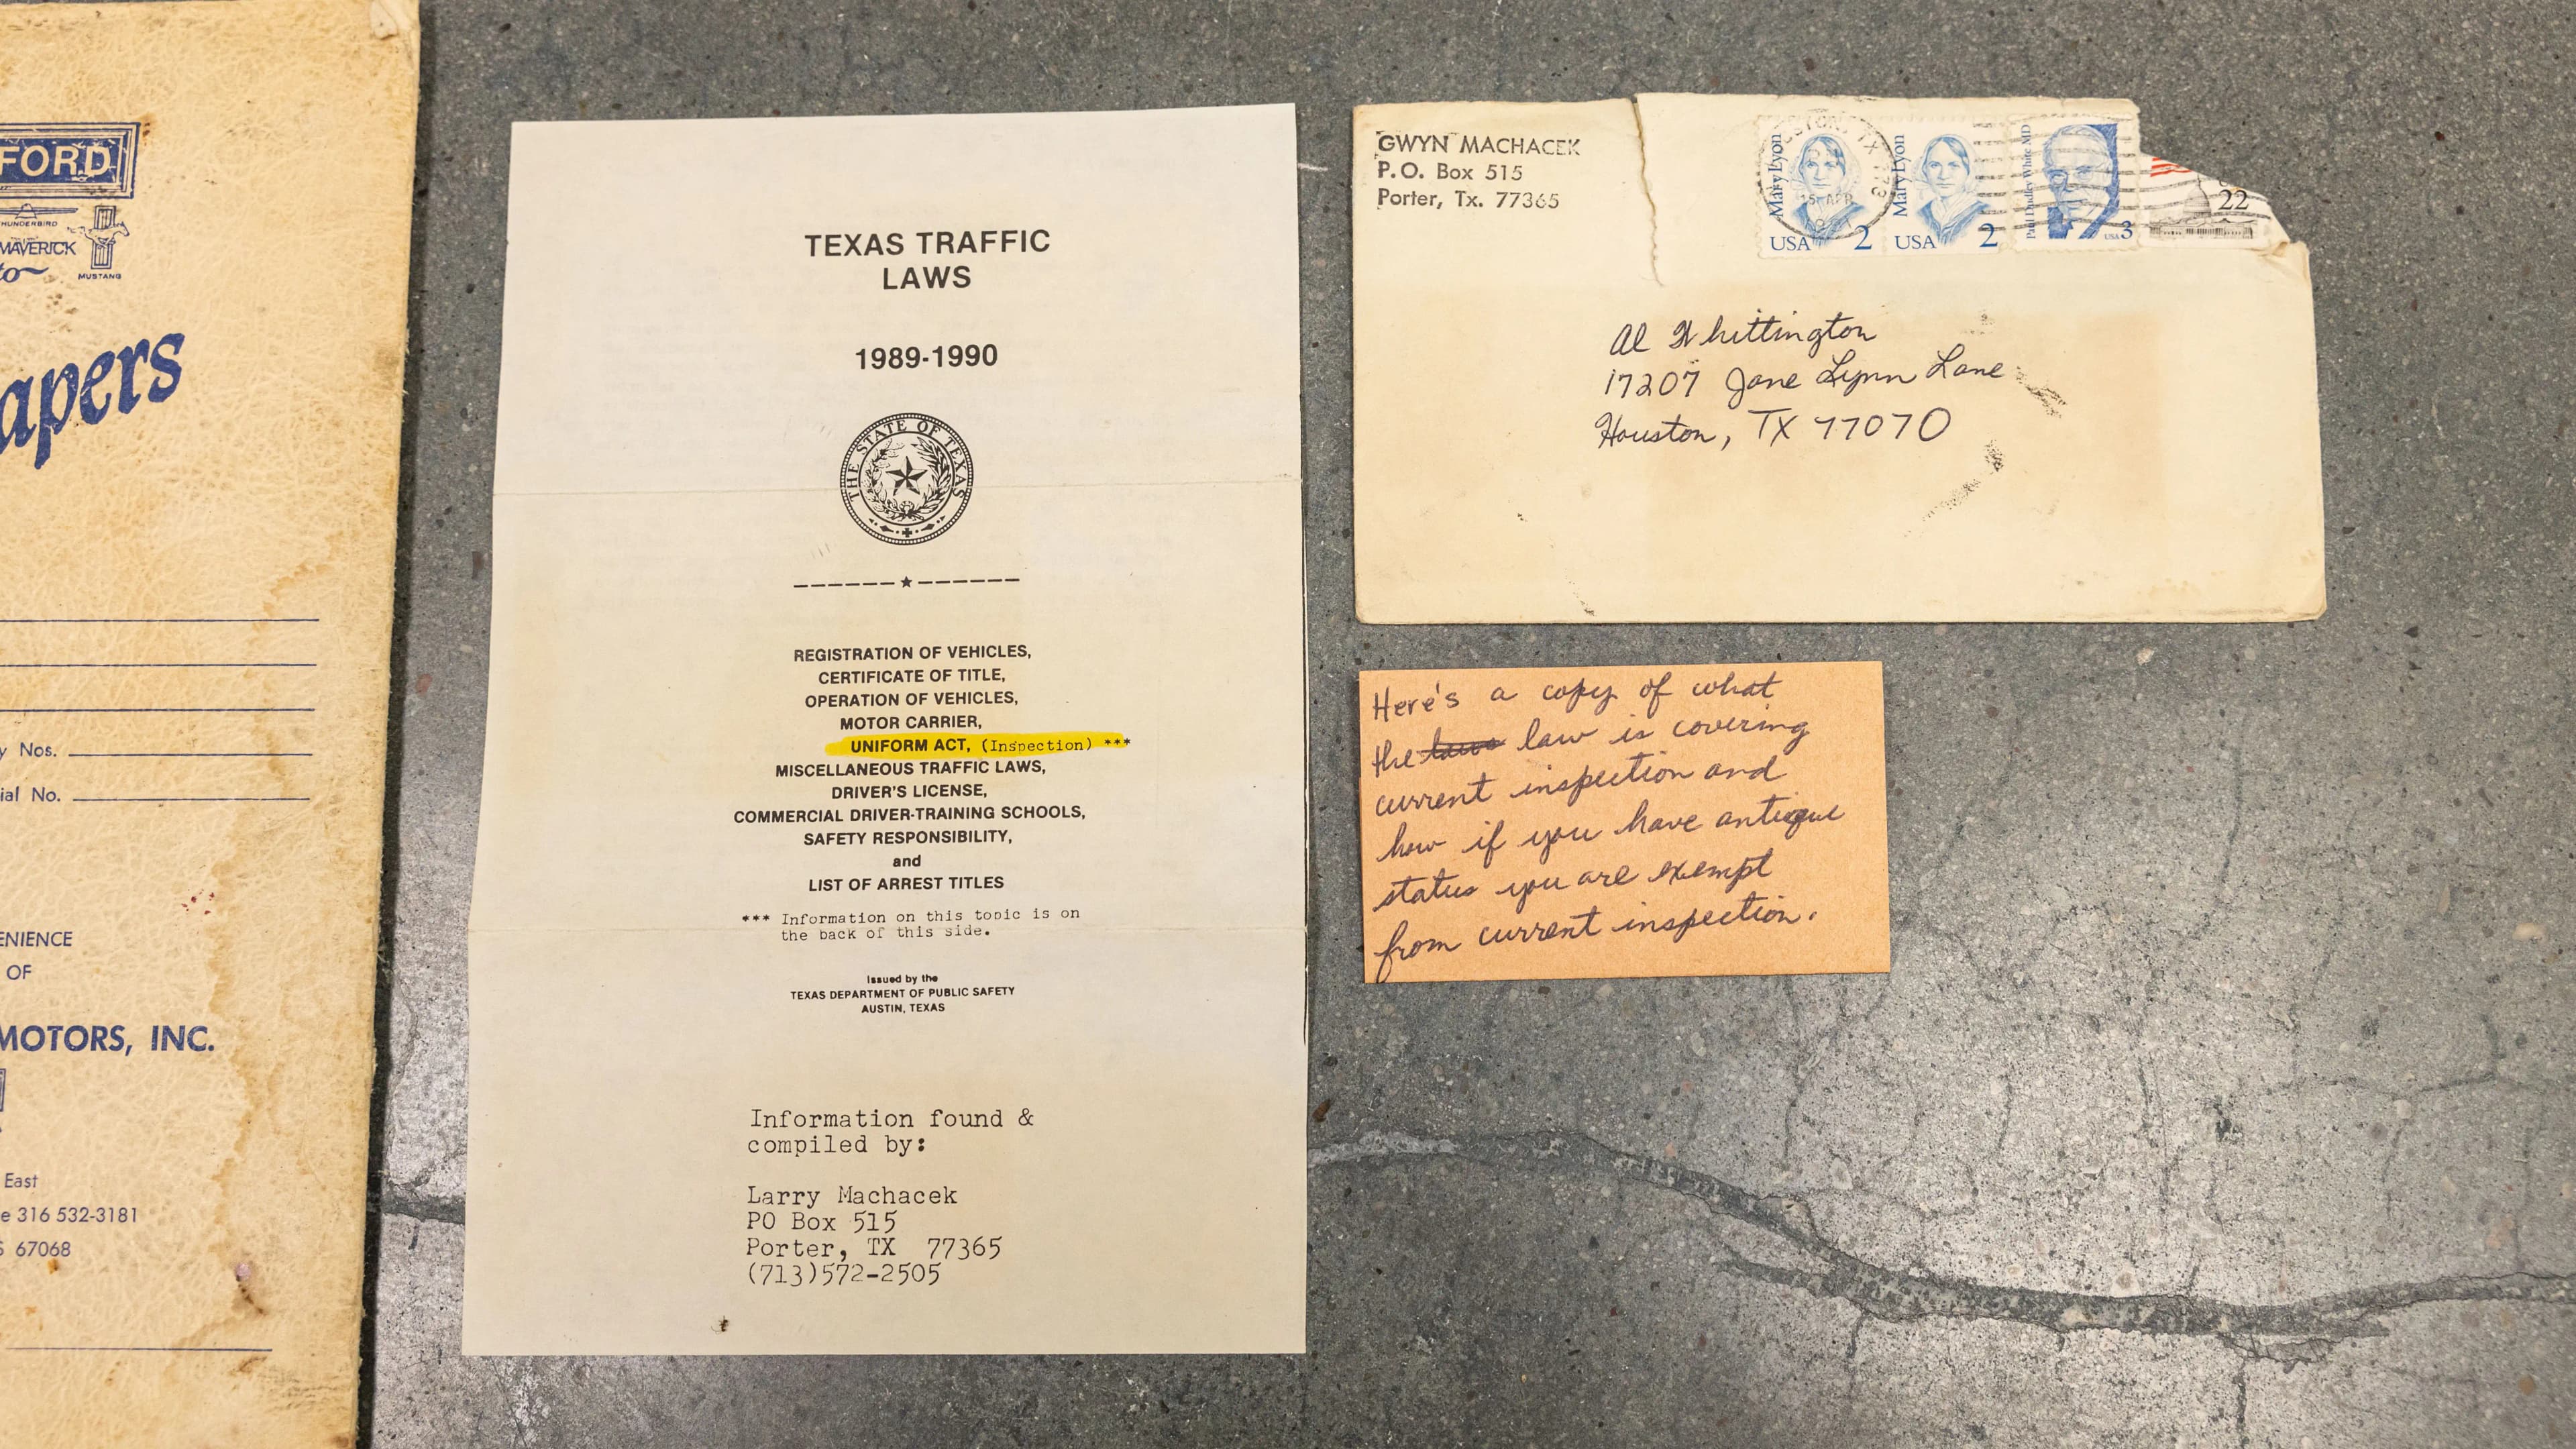 FORD
THUNDERBIRD
MAVERICK
MUSTANG
apers
y Nos.
ial No.
ENIENCE
OF
MOTORS, INC.
East
e 316 532-3181
S 67068
TEXAS TRAFFIC
LAWS
1989-1990
THE STATE OF TEXAS
REGISTRATION OF VEHICLES,
CERTIFICATE OF TITLE,
OPERATION OF VEHICLES,
MOTOR CARRIER,
UNIFORM ACT, (Inspection) ***
MISCELLANEOUS TRAFFIC LAWS,
DRIVER'S LICENSE,
COMMERCIAL DRIVER-TRAINING SCHOOLS,
SAFETY RESPONSIBILITY,
and
LIST OF ARREST TITLES
*** Information on this topic is on
the back of this side.
Issued by the
TEXAS DEPARTMENT OF PUBLIC SAFETY
AUSTIN, TEXAS
Information found &
compiled by:
Larry Machacek
PO Box 515
Porter, TX 77365
(713)572-2505
GWYN MACHACEK
P.O. Box 515
Porter, Tx. 77365
Mary Lyon
USA 2
Mary Lyon
USA 2
Paul Dudley White MD
USA 3
22
15 APR
Al Whittington
17207 Jane Lynn Lane
Houston, TX 77070
Here's a copy of what
the laws law is covering
current inspection and
how if you have antique
status you are exempt
from current inspection.